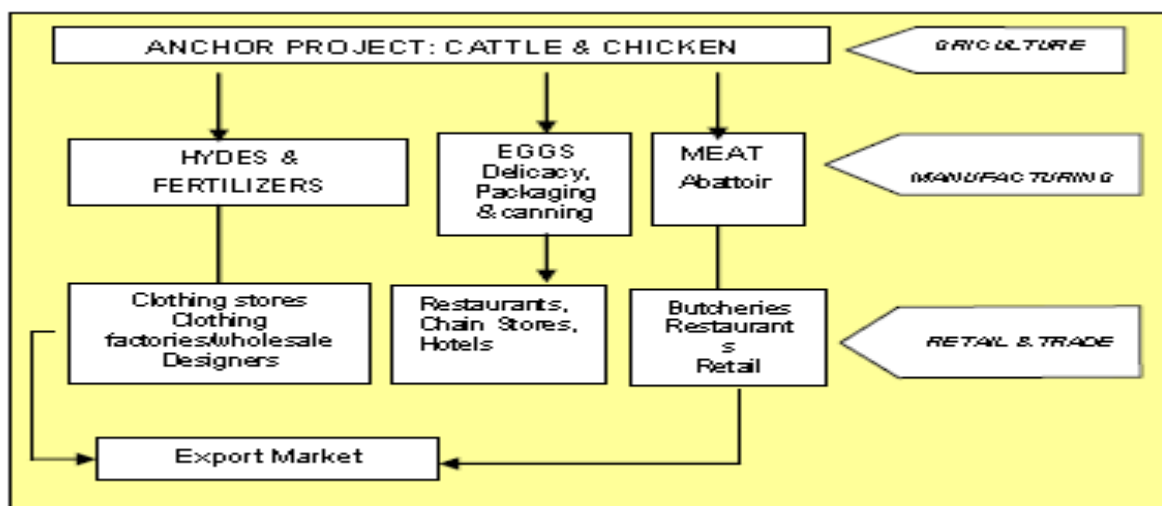 ANCHOR PROJECT: CATTLE & CHICKEN
GRICULTURE
HYDES &
FERTILIZERS
EGGS
Delicacy,
Packaging
& canning
MEAT
Abattoir
MANUFACTURING
Clothing stores
Clothing
factories/wholesale
Designers
Restaurants,
Chain Stores,
Hotels
Butcheries
Restaurant
s
Retail
RETAIL & TRADE
Export Market